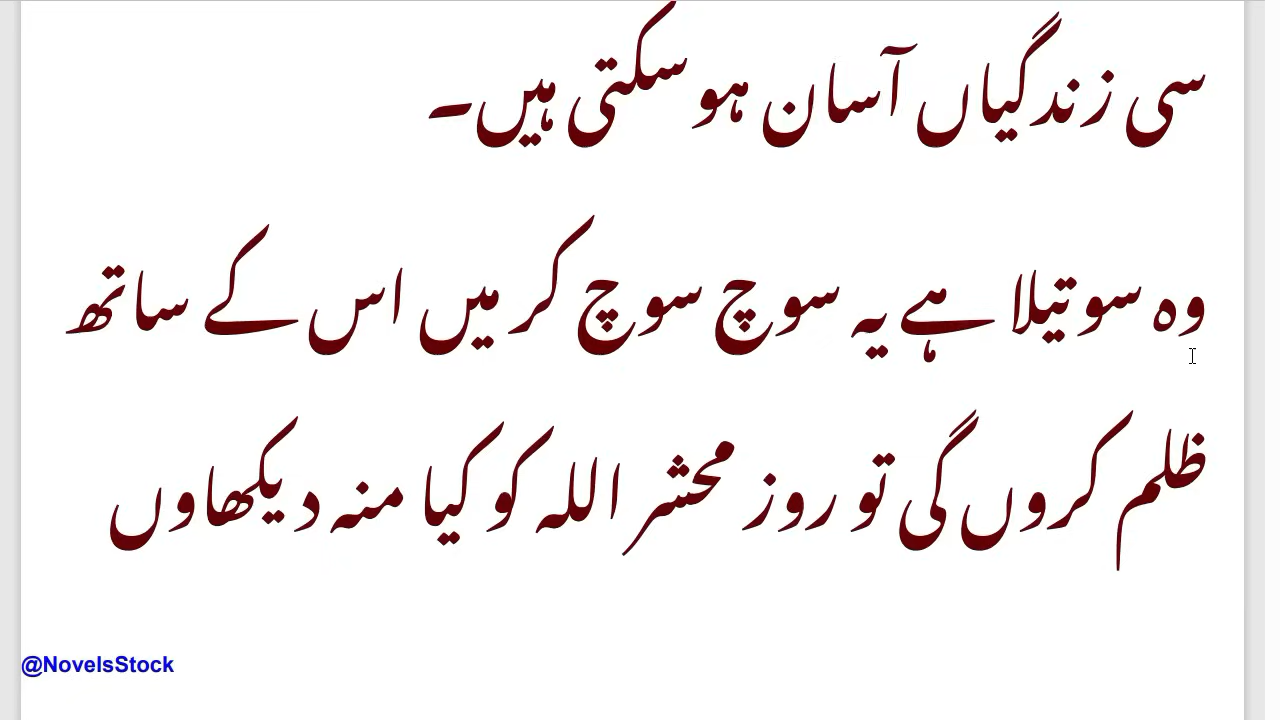 سی زندگیاں آسان ہو سکتی ہیں۔
وہ سوتیلا ہے یہ سوچ سوچ کر میں اس کے ساتھ
ظلم کروں گی تو روز محشر اللہ کو کیا منہ دیکھاوں
@NovelsStock